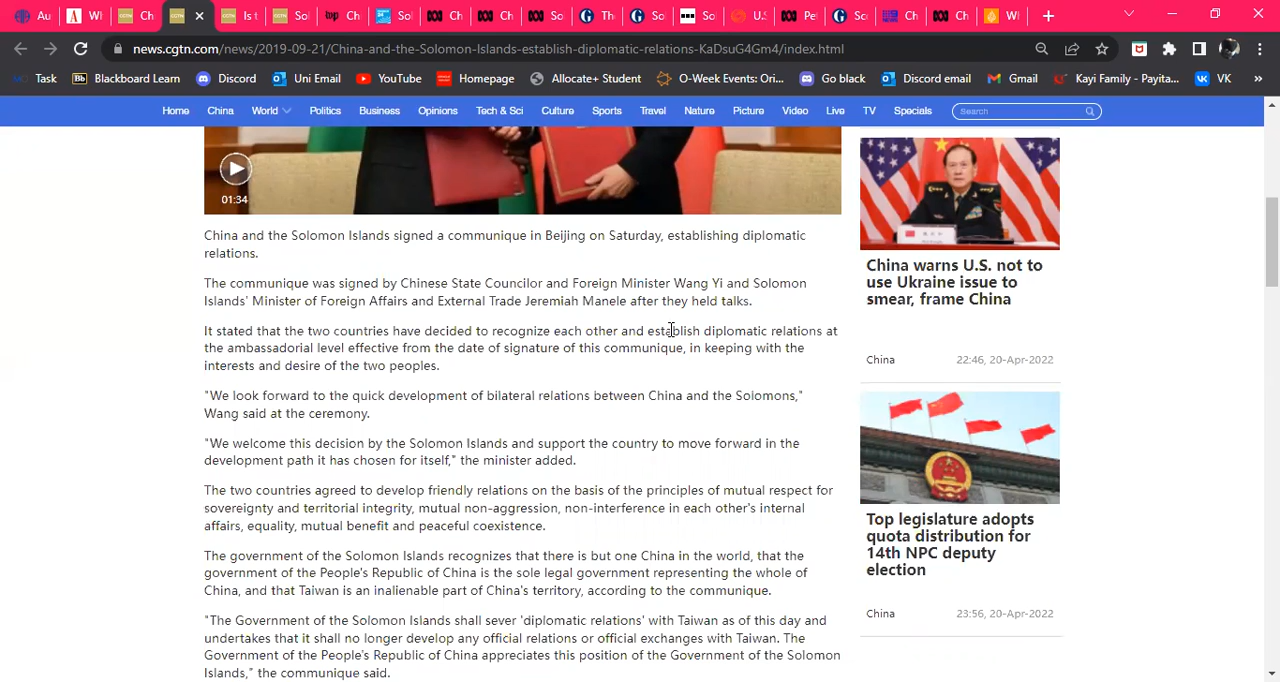 Au
Wl
Ch
Is t
Sol
Ch
Sol
Ch
Ch
So
Th
So
So
U.S
Pe
Sc
Ch
Ch
Wl
news.cgtn.com/news/2019-09-21/China-and-the-Solomon-Islands-establish-diplomatic-relations-KaDsuG4Gm4/index.html
Task Blackboard Learn Discord Uni Email YouTube Homepage Allocate+ Student O-Week Events: Ori... Go black Discord email Gmail Kayi Family - Payita... VK »
Home China World Politics Business Opinions Tech & Sci Culture Sports Travel Nature Picture Video Live TV Specials Search
01:34
China and the Solomon Islands signed a communique in Beijing on Saturday, establishing diplomatic
relations.
The communique was signed by Chinese State Councilor and Foreign Minister Wang Yi and Solomon
Islands' Minister of Foreign Affairs and External Trade Jeremiah Manele after they held talks.
It stated that the two countries have decided to recognize each other and establish diplomatic relations at
the ambassadorial level effective from the date of signature of this communique, in keeping with the
interests and desire of the two peoples.
"We look forward to the quick development of bilateral relations between China and the Solomons,"
Wang said at the ceremony.
"We welcome this decision by the Solomon Islands and support the country to move forward in the
development path it has chosen for itself," the minister added.
The two countries agreed to develop friendly relations on the basis of the principles of mutual respect for
sovereignty and territorial integrity, mutual non-aggression, non-interference in each other's internal
affairs, equality, mutual benefit and peaceful coexistence.
The government of the Solomon Islands recognizes that there is but one China in the world, that the
government of the People's Republic of China is the sole legal government representing the whole of
China, and that Taiwan is an inalienable part of China's territory, according to the communique.
"The Government of the Solomon Islands shall sever 'diplomatic relations' with Taiwan as of this day and
undertakes that it shall no longer develop any official relations or official exchanges with Taiwan. The
Government of the People's Republic of China appreciates this position of the Government of the Solomon
Islands," the communique said.
China warns U.S. not to
use Ukraine issue to
smear, frame China
China 22:46, 20-Apr-2022
Top legislature adopts
quota distribution for
14th NPC deputy
election
China 23:56, 20-Apr-2022